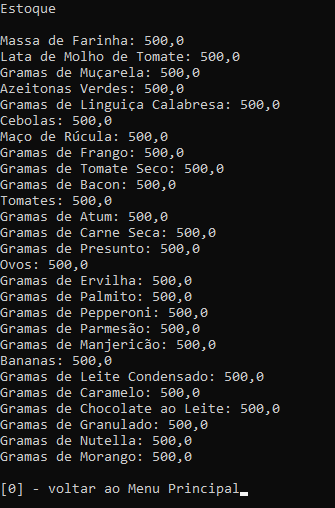 Estoque
Massa de Farinha: 500,0
Lata de Molho de Tomate: 500,0
Gramas de Muçarela: 500,0
Azeitonas Verdes: 500,0
Gramas de Linguiça Calabresa: 500,0
Cebolas: 500,0
Maço de Rúcula: 500,0
Gramas de Frango: 500,0
Gramas de Tomate Seco: 500,0
Gramas de Bacon: 500,0
Tomates: 500,0
Gramas de Atum: 500,0
Gramas de Carne Seca: 500,0
Gramas de Presunto: 500,0
Ovos: 500,0
Gramas de Ervilha: 500,0
Gramas de Palmito: 500,0
Gramas de Pepperoni: 500,0
Gramas de Parmesão: 500,0
Gramas de Manjericão: 500,0
Bananas: 500,0
Gramas de Leite Condensado: 500,0
Gramas de Caramelo: 500,0
Gramas de Chocolate ao Leite: 500,0
Gramas de Granulado: 500,0
Gramas de Nutella: 500,0
Gramas de Morango: 500,0
[0] - voltar ao Menu Principal